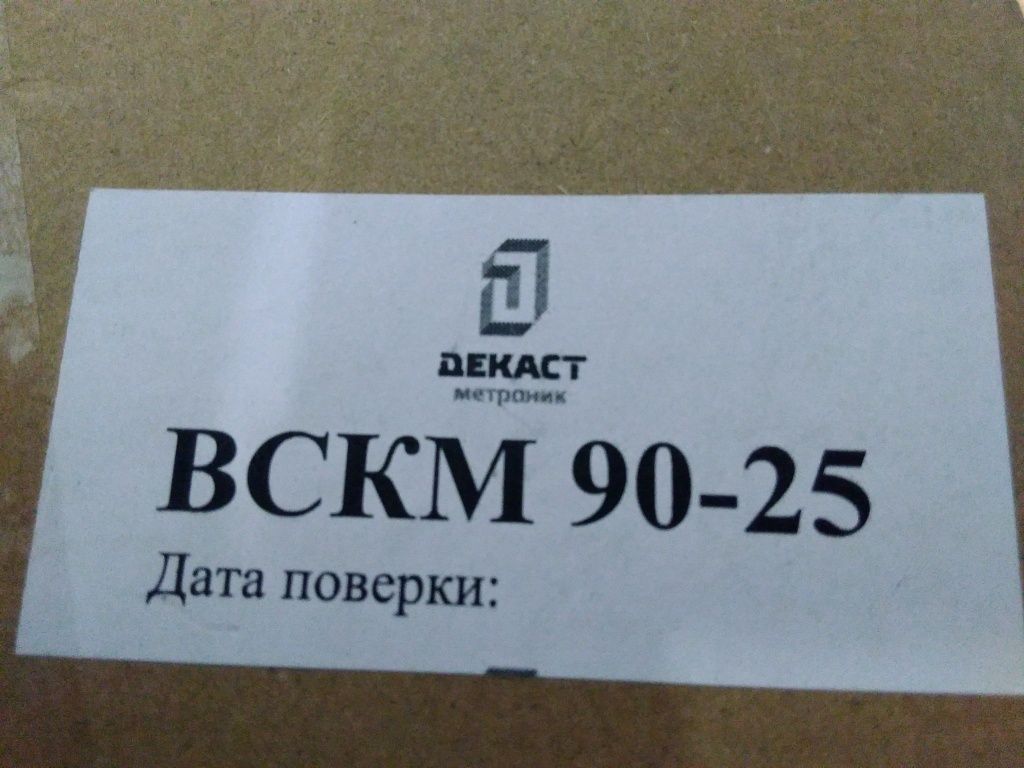 ДЕКАСТ
метроник
ВСКМ 90-25
Дата поверки: